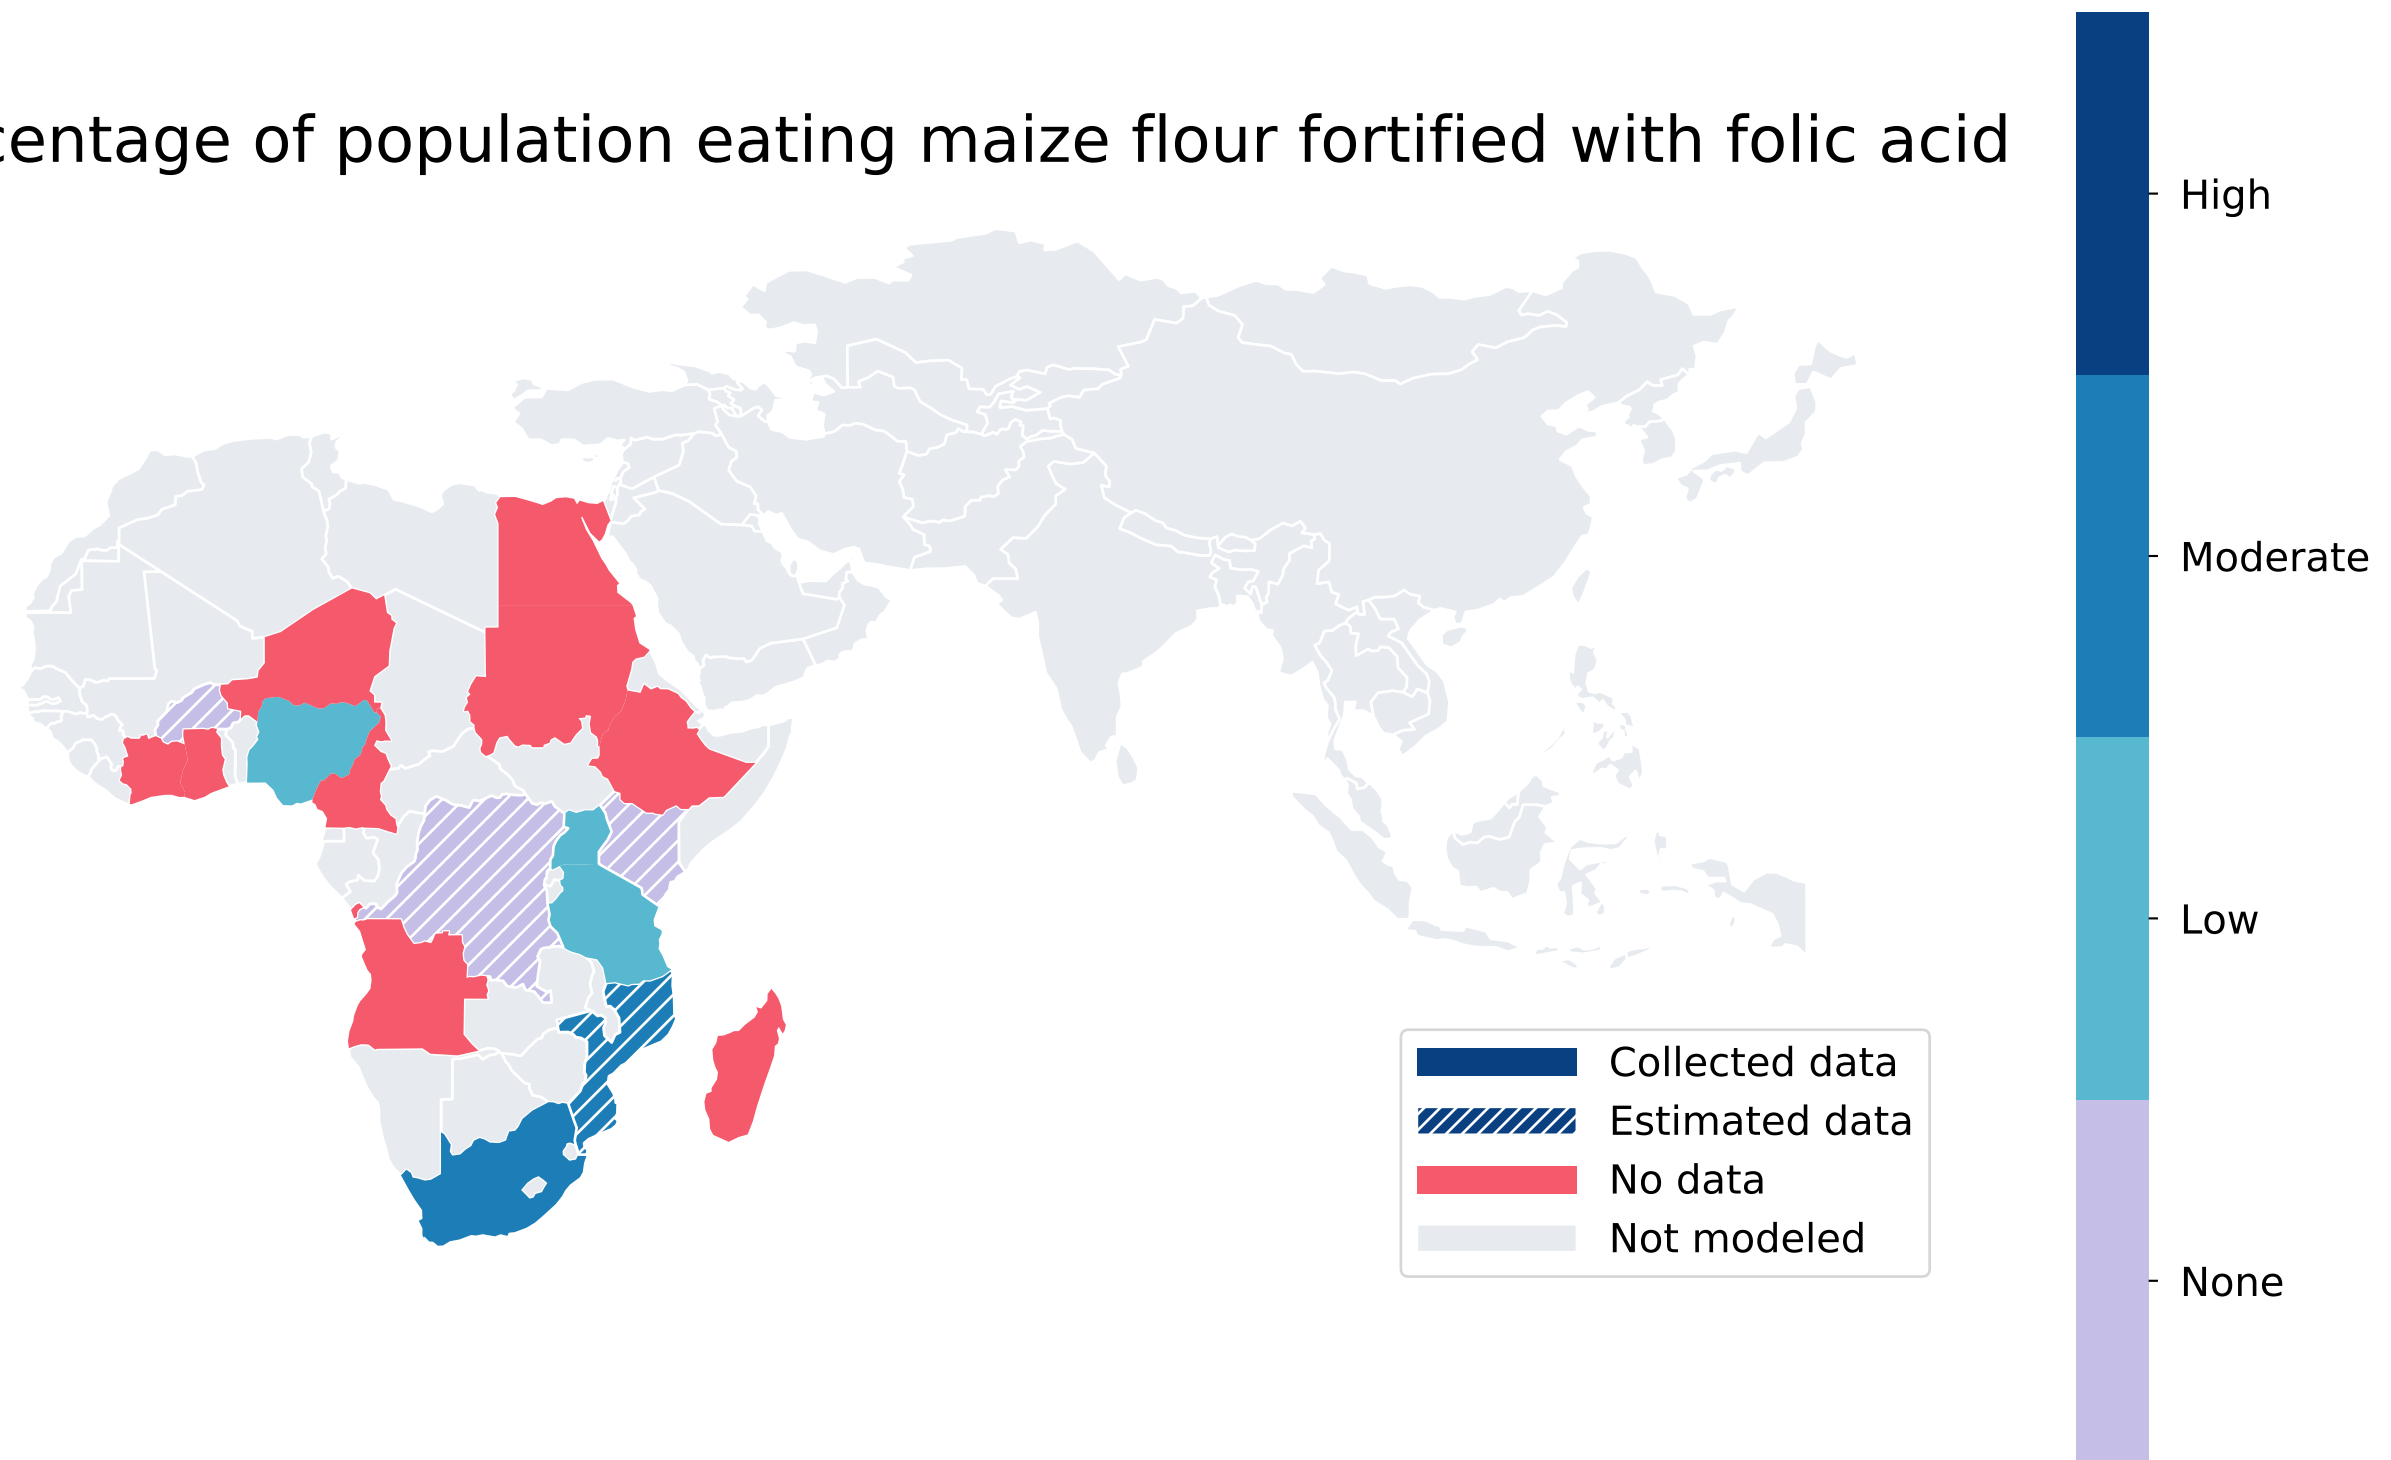 centage of population eating maize flour fortified with folic acid
High
Moderate
Low
None
Collected data
Estimated data
No data
Not modeled